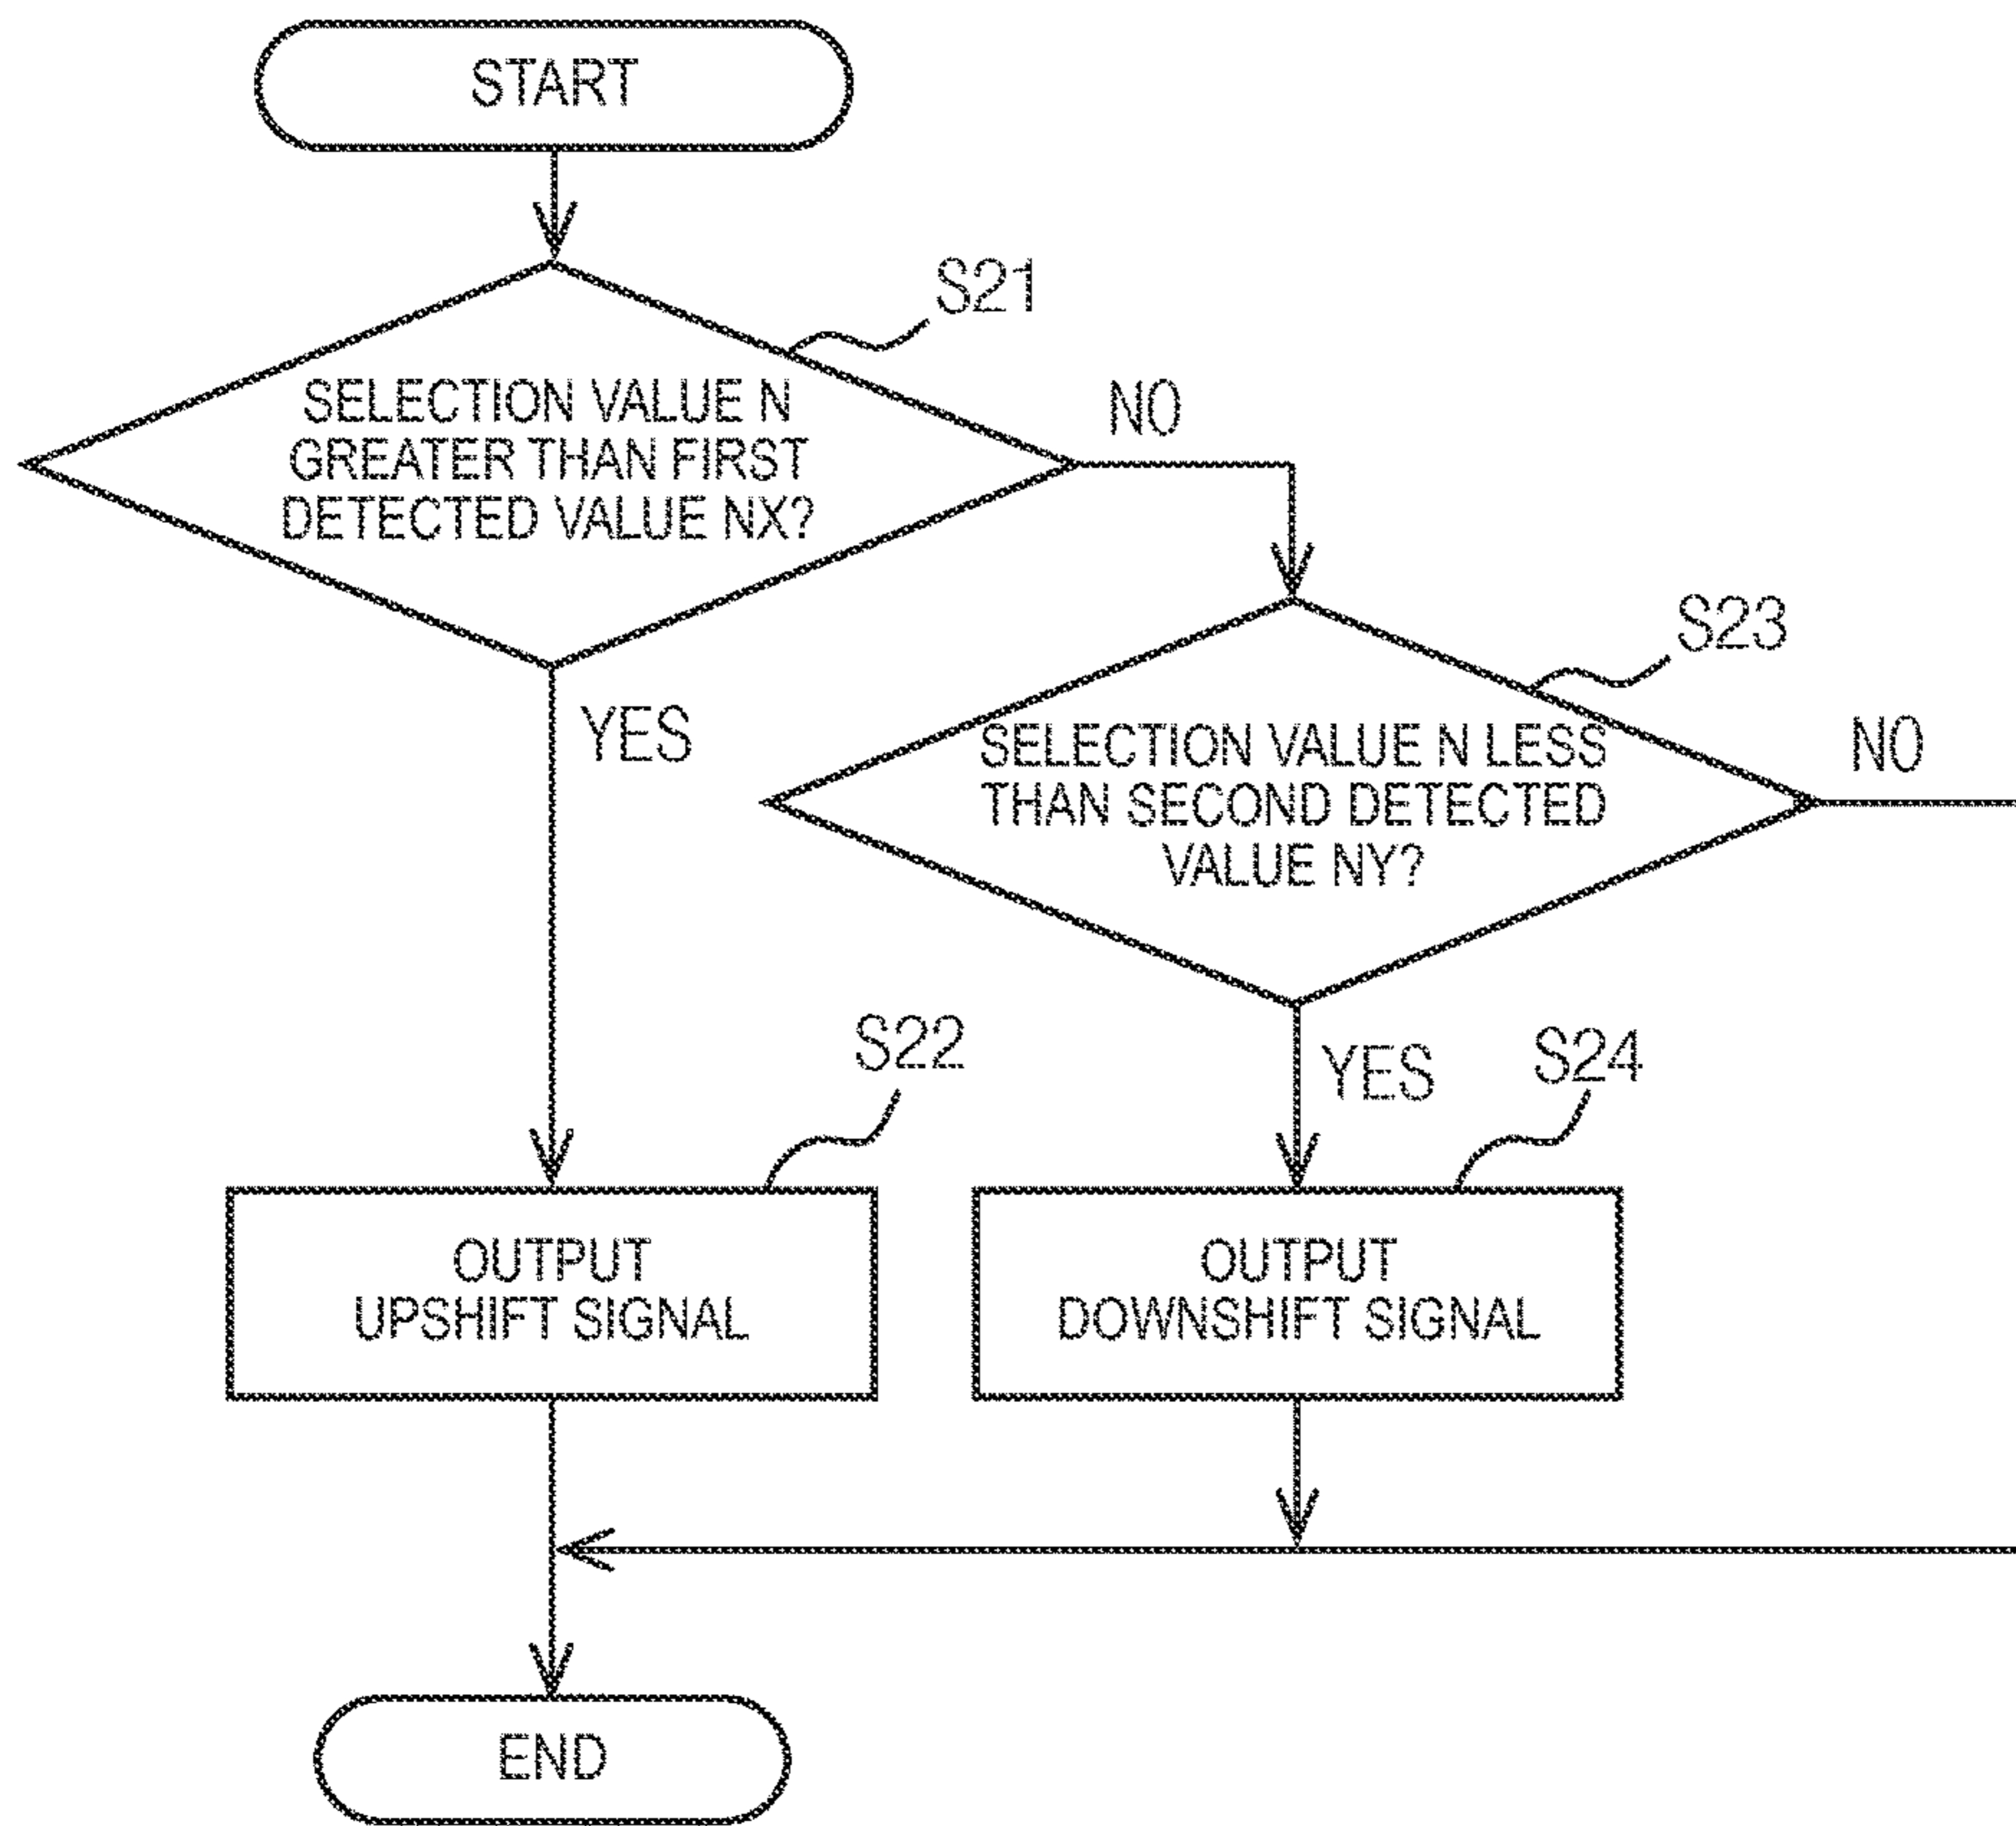 START
S21
SELECTION VALUE N
GREATER THAN FIRST
DETECTED VALUE NX?
NO
YES
S23
SELECTION VALUE N LESS
THAN SECOND DETECTED
VALUE NY?
NO
YES
S22
OUTPUT
UPSHIFT SIGNAL
S24
OUTPUT
DOWNSHIFT SIGNAL
END